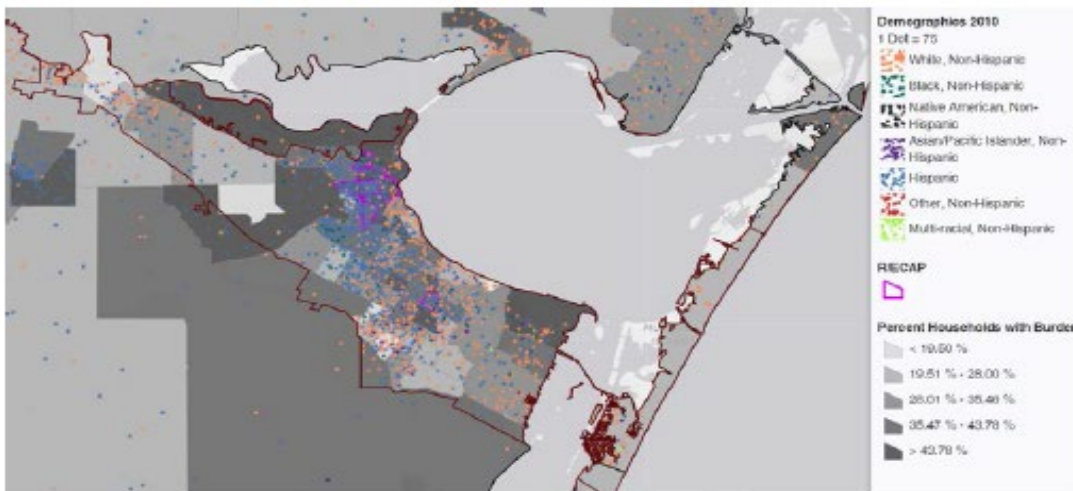 Demographics 2010
1 Dot = 75
White, Non-Hispanic
Black, Non-Hispanic
Native American, Non-
Hispanic
Asian/Pacific Islander, Non-
Hispanic
Hispanic
Other, Non-Hispanic
Multi-racial, Non-Hispanic
R/ECAP
Percent Households with Burden
< 19.50 %
19.51 % - 28.00 %
28.01 % - 35.46 %
35.47 % - 43.78 %
> 43.78 %